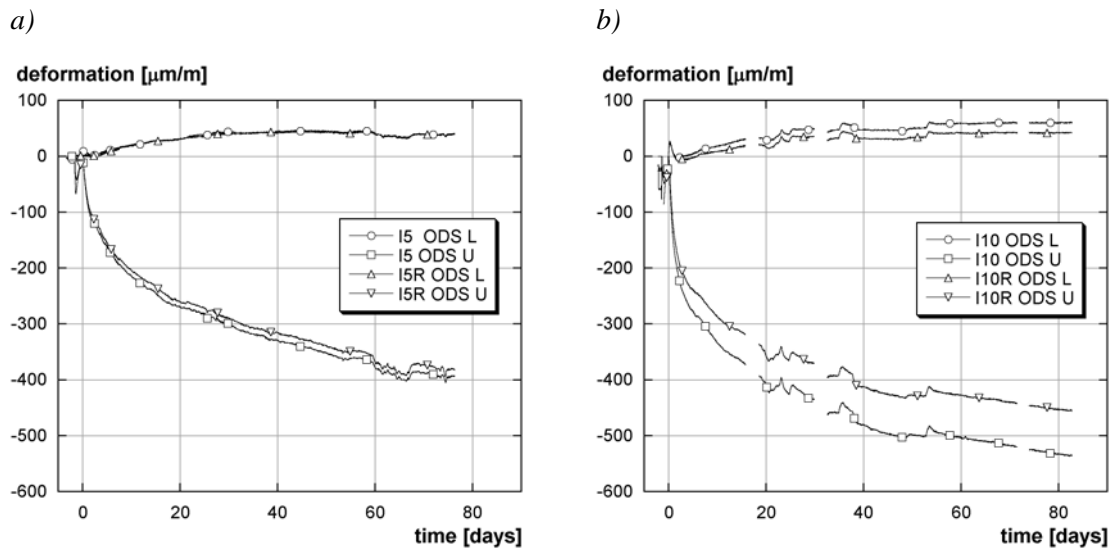 a)
deformation [μm/m]
100
0
-100
-200
-300
-400
-500
-600
0 20 40 60 80
time [days]
I5 ODS L
I5 ODS U
I5R ODS L
I5R ODS U
b)
deformation [μm/m]
100
0
-100
-200
-300
-400
-500
-600
0 20 40 60 80
time [days]
I10 ODS L
I10 ODS U
I10R ODS L
I10R ODS U